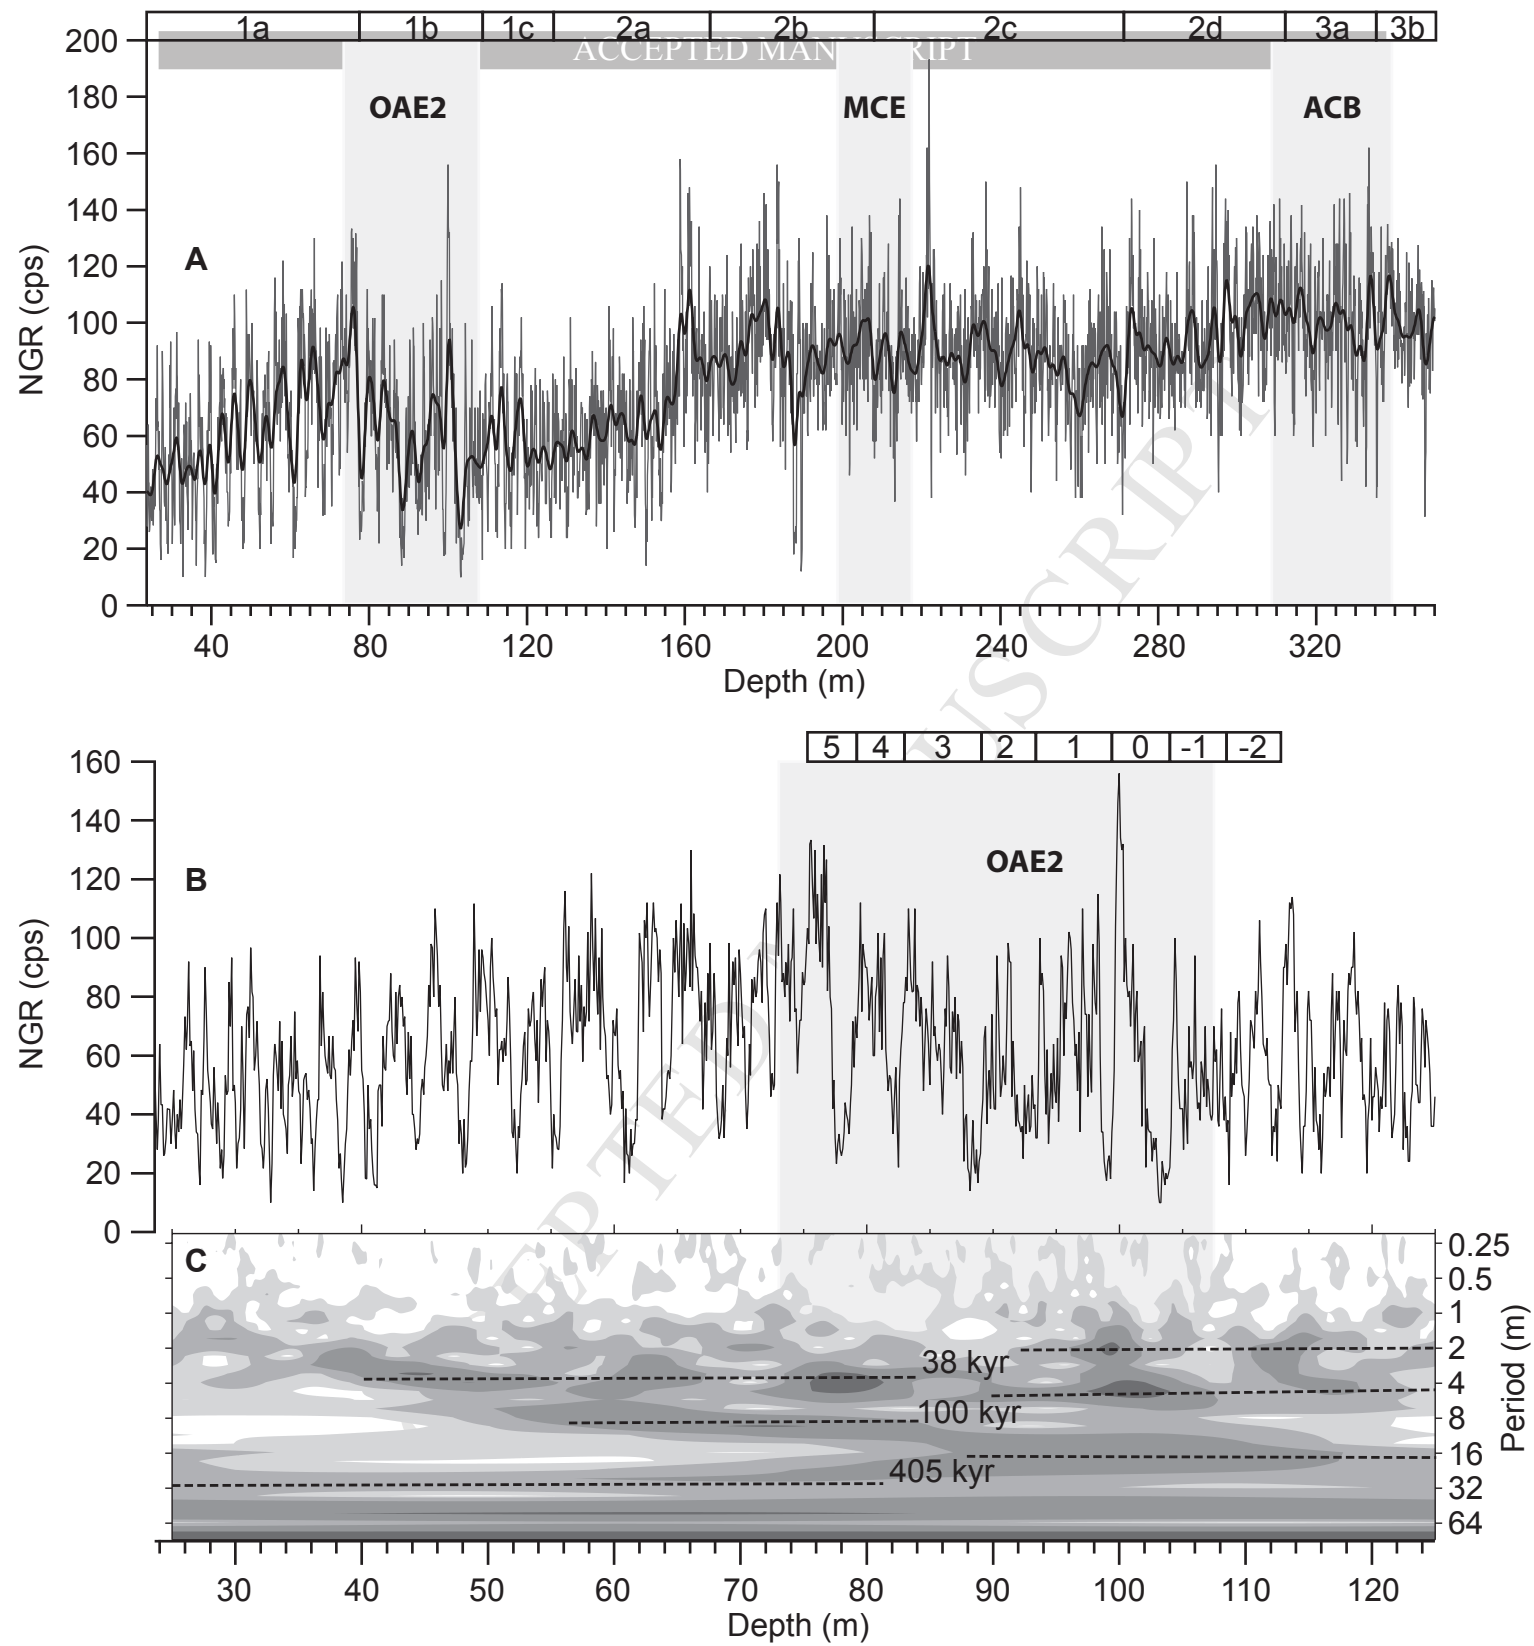 1a 1b 1c 2a 2b 2c 2d 3a 3b
ACCEPTED MANUSCRIPT
200
180
160
140
120
100
80
60
40
20
0
NGR (cps)
OAE2 MCE ACB
A
40 80 120 160 200 240 280 320
Depth (m)
5 4 3 2 1 0 -1 -2
160
140
120
100
80
60
40
20
0
NGR (cps)
OAE2
B
C
38 kyr
100 kyr
405 kyr
0.25
0.5
1
2
4
8
16
32
64
Period (m)
30 40 50 60 70 80 90 100 110 120
Depth (m)
ACCEPTED MANUSCRIPT